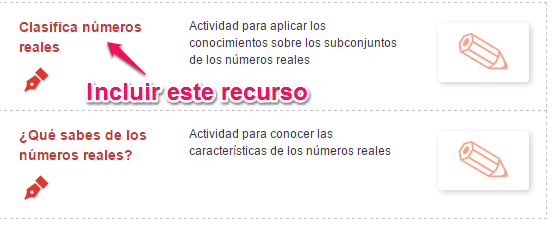 Clasifica números
reales
Actividad para aplicar los
conocimientos sobre los subconjuntos
de los números reales
Incluir este recurso
¿Qué sabes de los
números reales?
Actividad para conocer las
características de los números reales